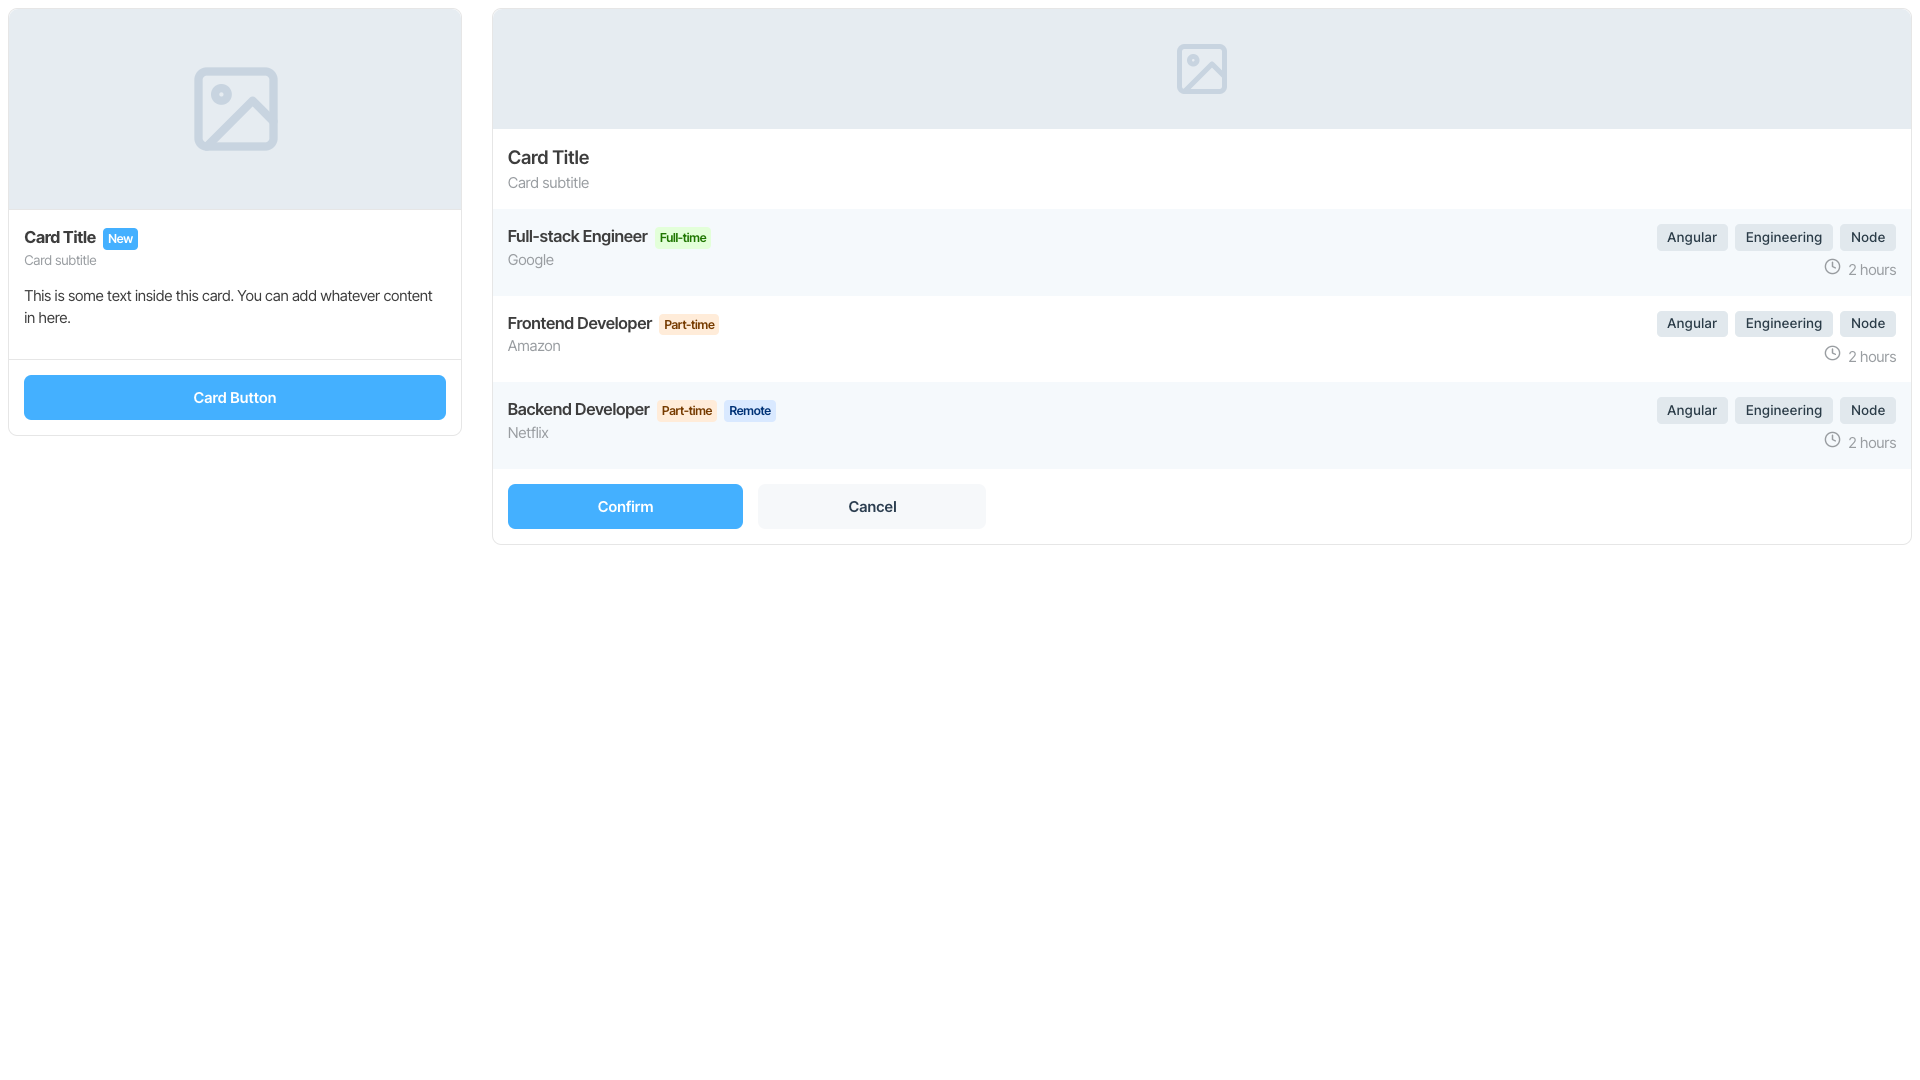 Card Title New
Card subtitle
This is some text inside this card. You can add whatever content
in here.
Card Button
Card Title
Card subtitle
Full-stack Engineer Full-time
Google
Angular Engineering Node
2 hours
Frontend Developer Part-time
Amazon
Angular Engineering Node
2 hours
Backend Developer Part-time Remote
Netflix
Angular Engineering Node
2 hours
Confirm Cancel